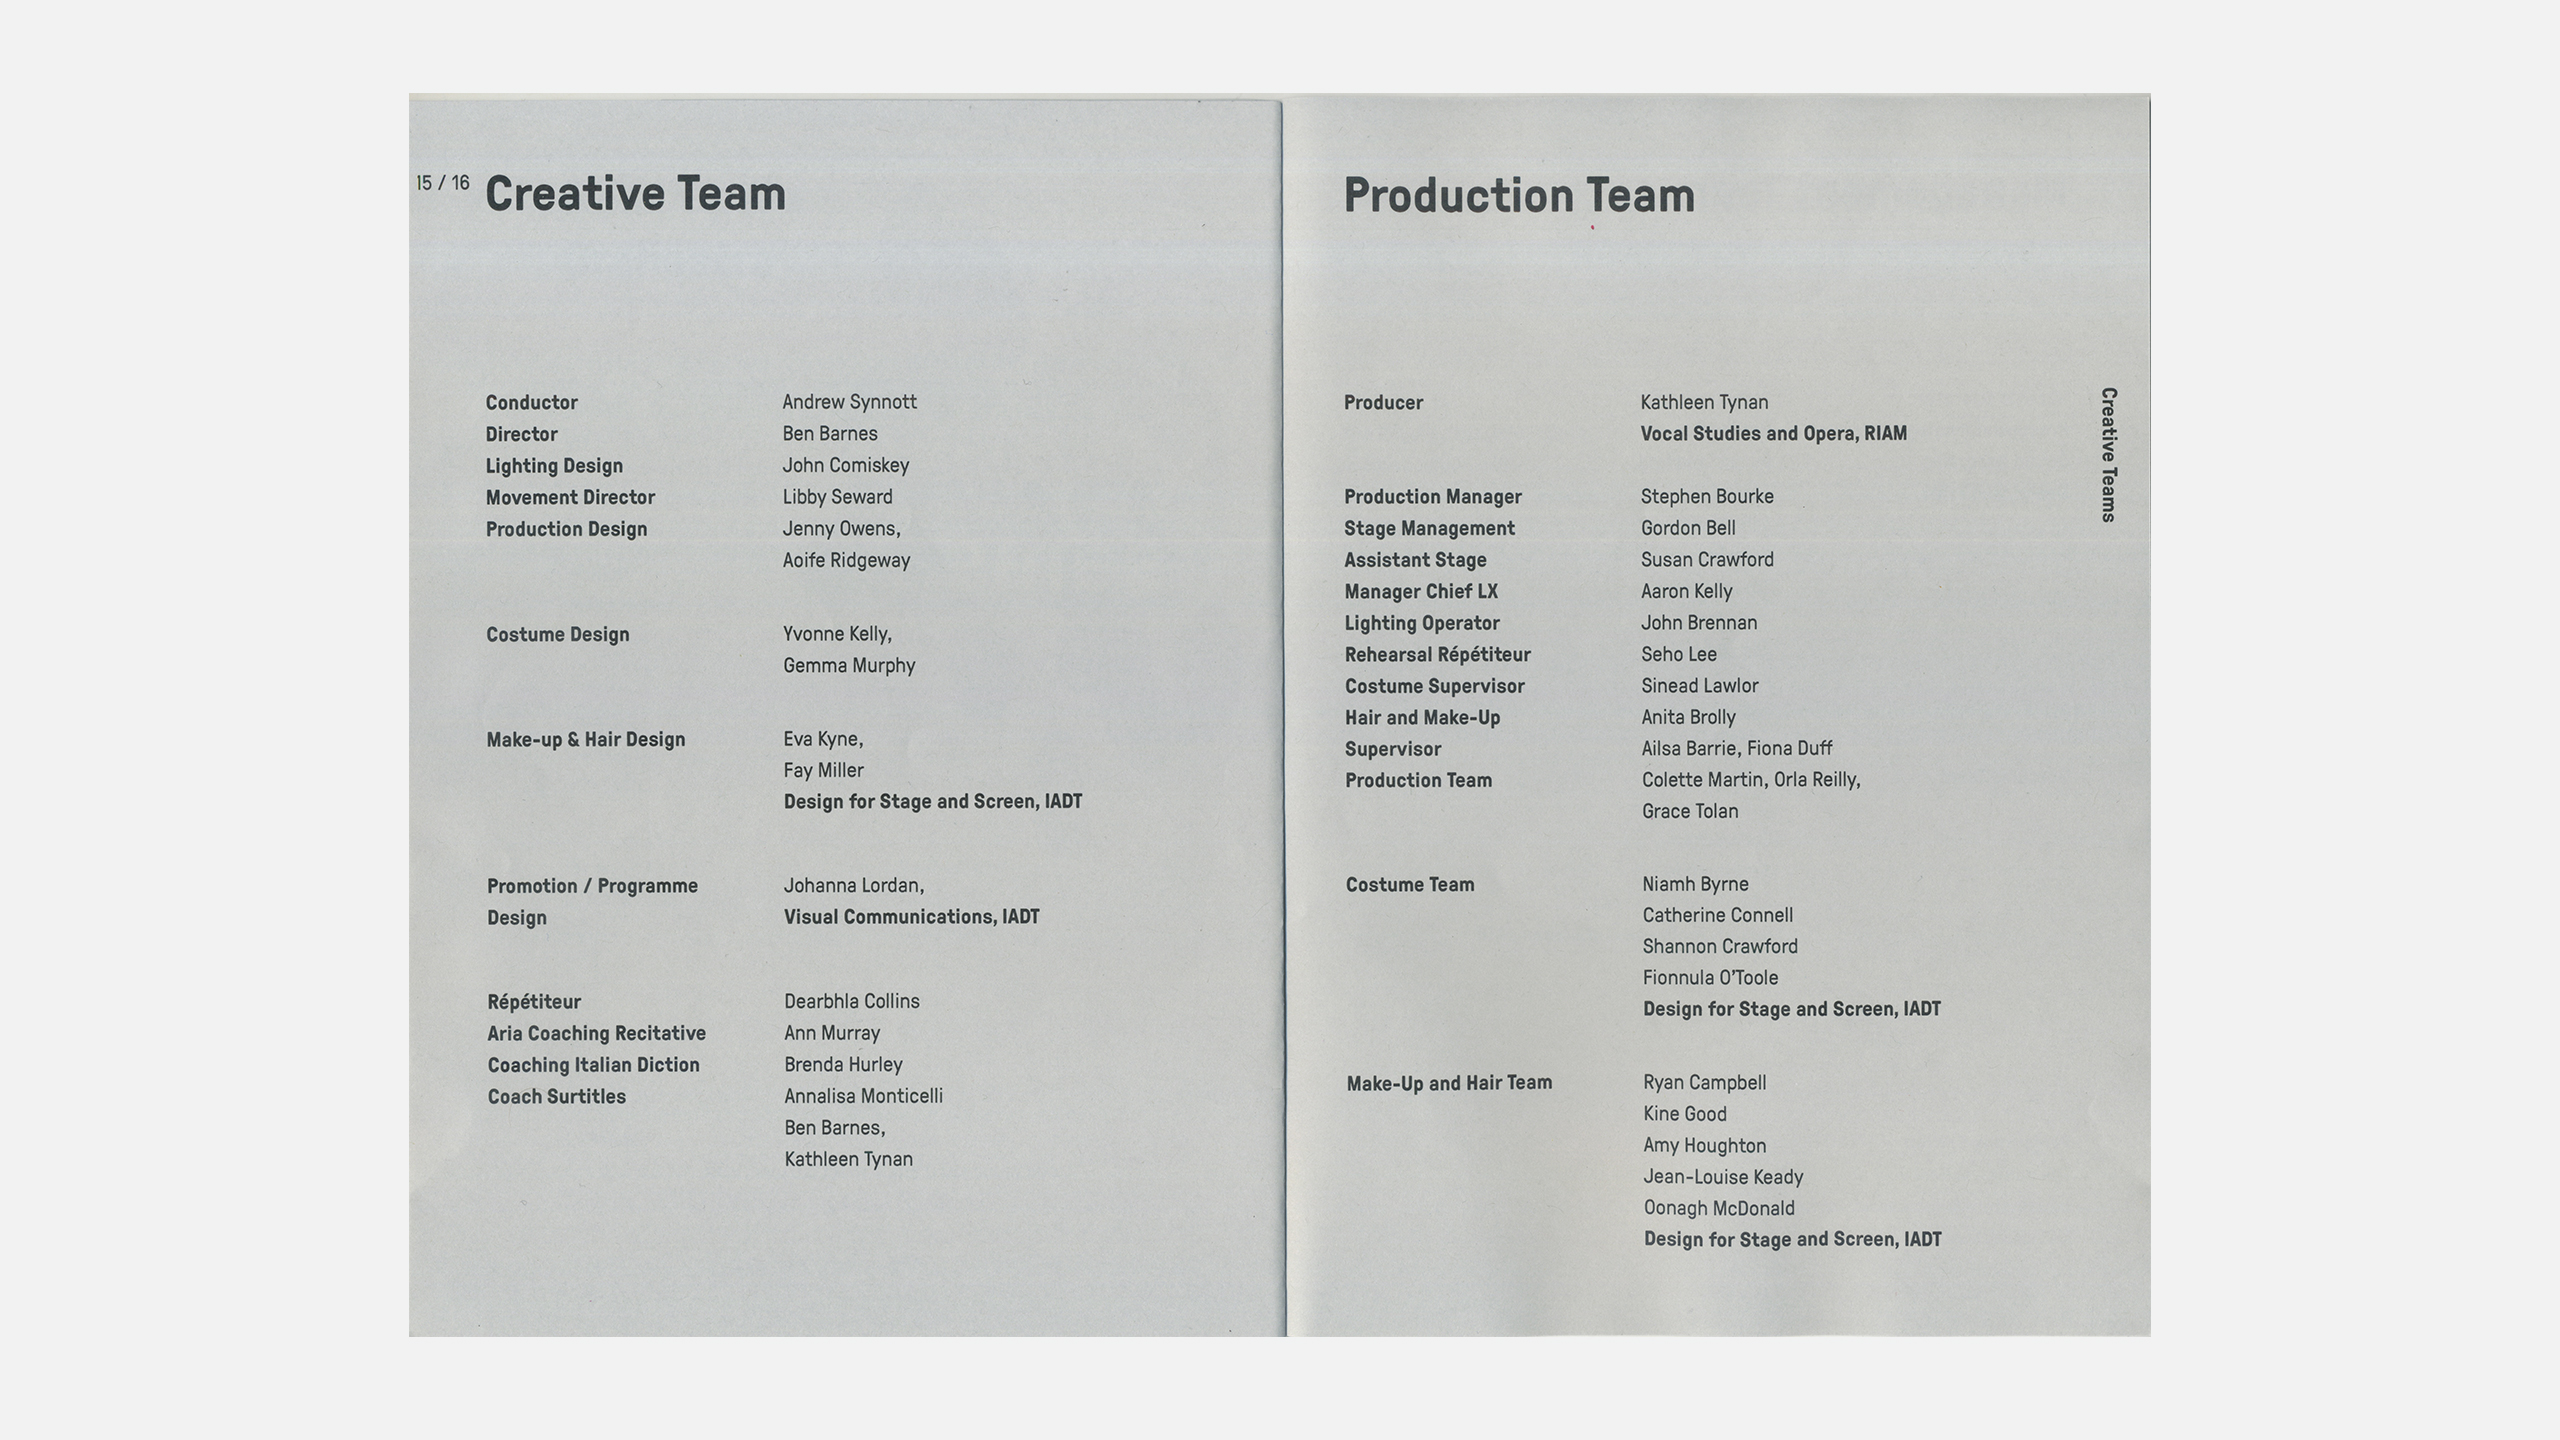 15 / 16
Creative Team
Conductor Andrew Synnott
Director Ben Barnes
Lighting Design John Comiskey
Movement Director Libby Seward
Production Design Jenny Owens,
Aoife Ridgeway
Costume Design Yvonne Kelly,
Gemma Murphy
Make-up & Hair Design Eva Kyne,
Fay Miller
Design for Stage and Screen, IADT
Promotion / Programme Johanna Lordan,
Design Visual Communications, IADT
Répétiteur Dearbhla Collins
Aria Coaching Recitative Ann Murray
Coaching Italian Diction Brenda Hurley
Coach Surtitles Annalisa Monticelli
Ben Barnes,
Kathleen Tynan
Production Team
Producer Kathleen Tynan
Vocal Studies and Opera, RIAM
Production Manager Stephen Bourke
Stage Management Gordon Bell
Assistant Stage Susan Crawford
Manager Chief LX Aaron Kelly
Lighting Operator John Brennan
Rehearsal Répétiteur Seho Lee
Costume Supervisor Sinead Lawlor
Hair and Make-Up Anita Brolly
Supervisor Ailsa Barrie, Fiona Duff
Production Team Colette Martin, Orla Reilly,
Grace Tolan
Costume Team Niamh Byrne
Catherine Connell
Shannon Crawford
Fionnula O’Toole
Design for Stage and Screen, IADT
Make-Up and Hair Team Ryan Campbell
Kine Good
Amy Houghton
Jean-Louise Keady
Oonagh McDonald
Design for Stage and Screen, IADT
Creative Teams